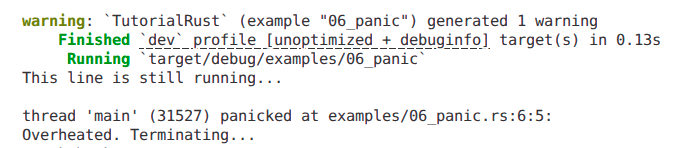 warning: `TutorialRust` (example "06_panic") generated 1 warning
Finished `dev` profile [unoptimized + debuginfo] target(s) in 0.13s
Running `target/debug/examples/06_panic`
This line is still running...
thread 'main' (31527) panicked at examples/06_panic.rs:6:5:
Overheated. Terminating...